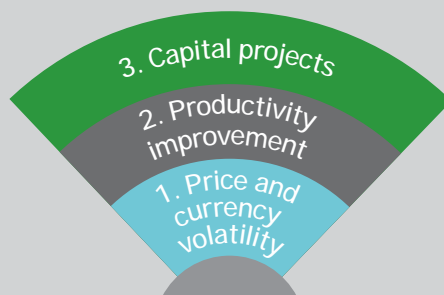 3. Capital projects
2. Productivity
improvement
1. Price and
currency
volatility